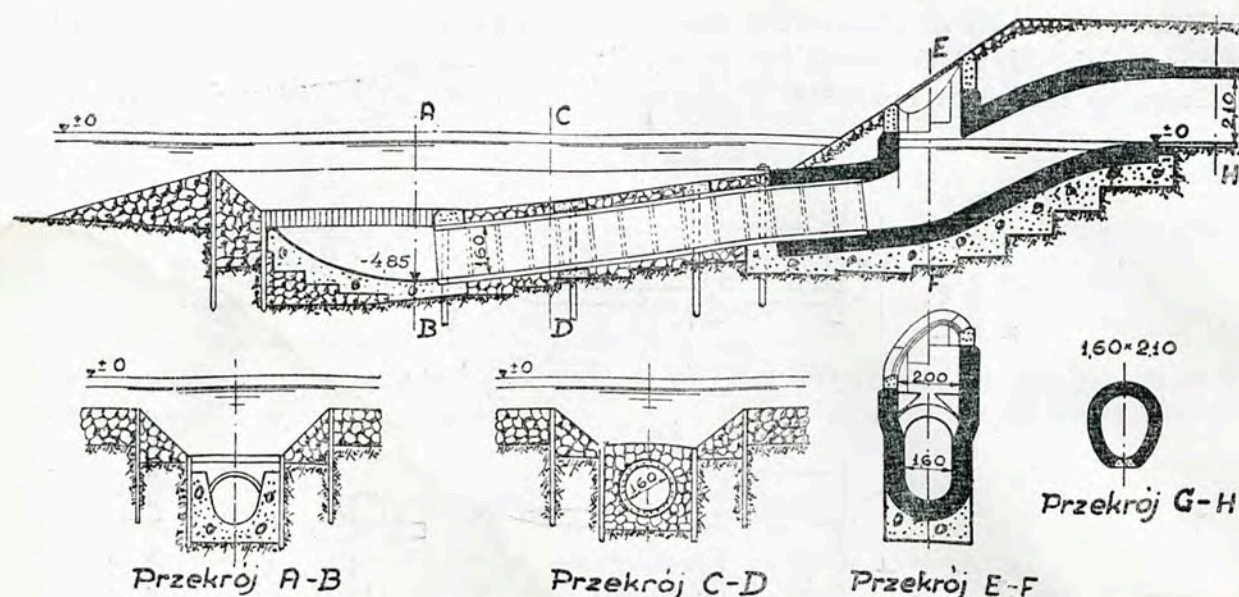 E
A
C
±0
±0
2.10
H
1.60
-4.85
B
D
F
±0
±0
2.00
1.60
1.60
1,60×2.10
Przekrój A-B
Przekrój C-D
Przekrój E-F
Przekrój G-H